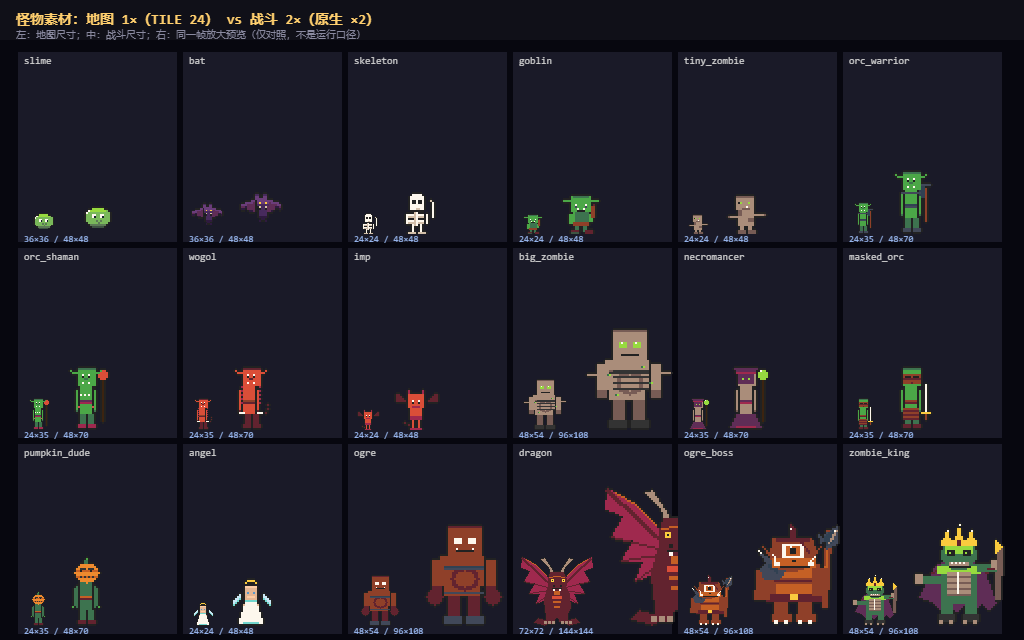 怪物素材：地图 1× (TILE 24)  vs 战斗 2× (原生 ×2)
左：地图尺寸；中：战斗尺寸；右：同一帧放大预览（仅对照，不是运行口径）
slime
bat
skeleton
goblin
tiny_zombie
orc_warrior
36×36 / 48×48
36×36 / 48×48
24×24 / 48×48
24×24 / 48×48
24×24 / 48×48
24×35 / 48×70
orc_shaman
wogol
imp
big_zombie
necromancer
masked_orc
24×35 / 48×70
24×35 / 48×70
24×24 / 48×48
48×54 / 96×108
24×35 / 48×70
24×35 / 48×70
pumpkin_dude
angel
ogre
dragon
ogre_boss
zombie_king
24×35 / 48×70
24×24 / 48×48
48×54 / 96×108
72×72 / 144×144
48×54 / 96×108
48×54 / 96×108